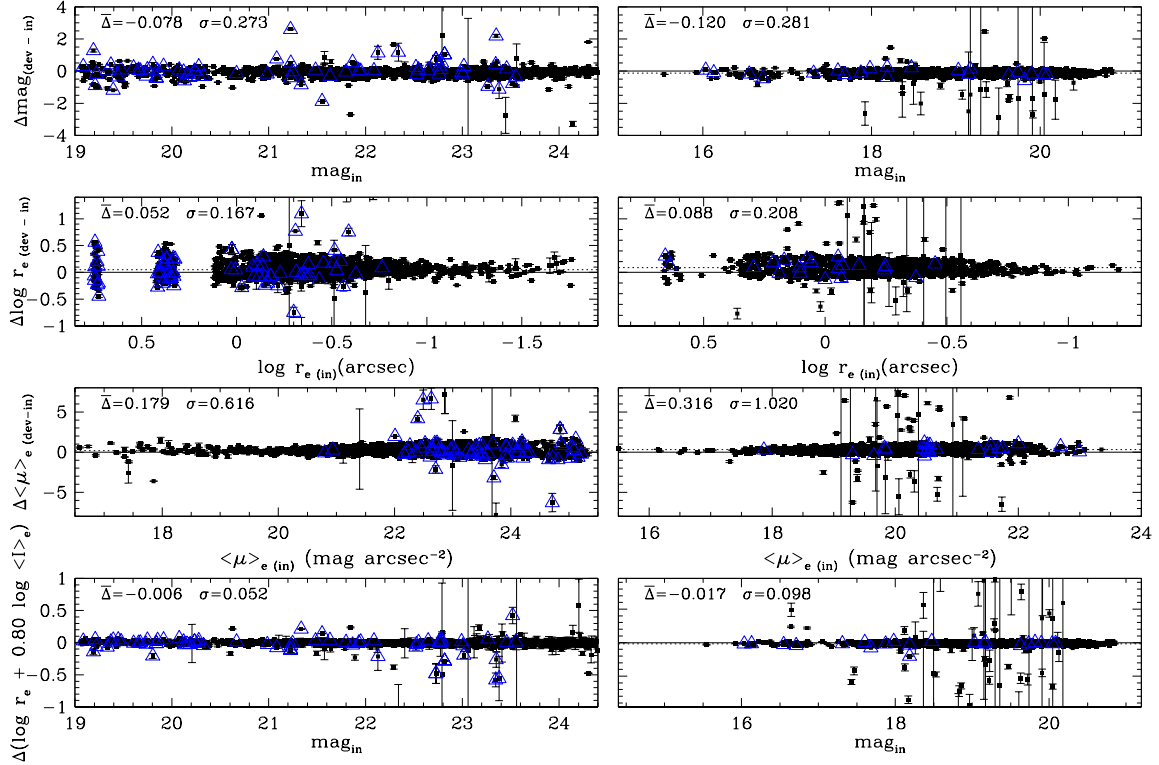 Δ̄=−0.078 σ=0.273
Δ̄=−0.120 σ=0.281
Δmag(dev − in)
4
2
0
−2
−4
19 20 21 22 23 24
16 18 20
mag_in
mag_in
Δ̄=0.052 σ=0.167
Δ̄=0.088 σ=0.208
Δlog r_e (dev − in)
1
0.5
0
−0.5
−1
0.5 0 −0.5 −1 −1.5
0.5 0 −0.5 −1
log r_e (in)(arcsec)
log r_e (in)(arcsec)
Δ̄=0.179 σ=0.616
Δ̄=0.316 σ=1.020
Δ<μ>_e (dev−in)
5
0
−5
18 20 22 24
16 18 20 22 24
<μ>_e (in) (mag arcsec⁻²)
<μ>_e (in) (mag arcsec⁻²)
Δ̄=−0.006 σ=0.052
Δ̄=−0.017 σ=0.098
Δ(log r_e + 0.80 log <I>_e)
1
0.5
0
−0.5
−1
19 20 21 22 23 24
16 18 20
mag_in
mag_in